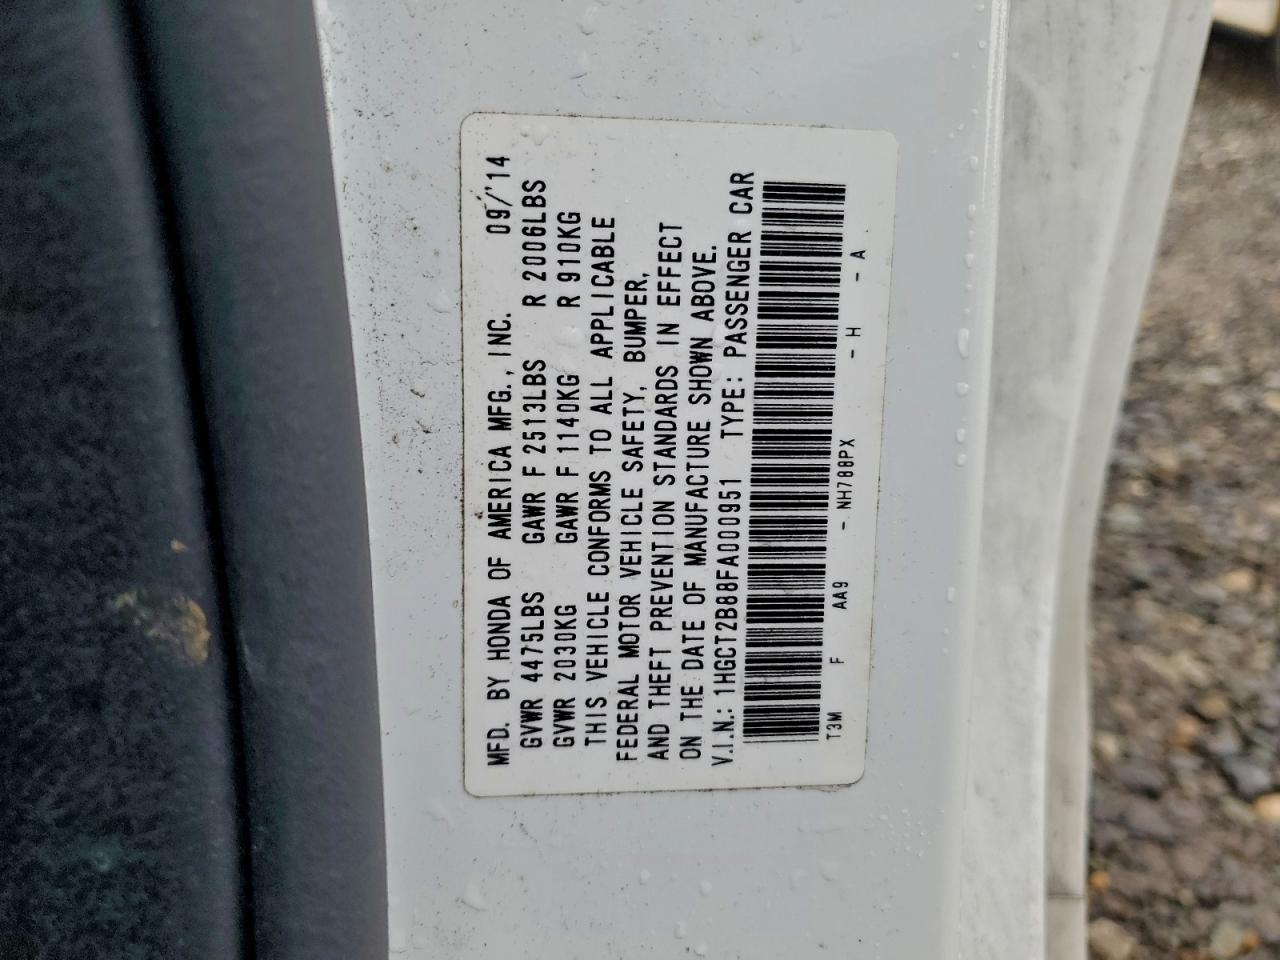 MFD. BY HONDA OF AMERICA MFG., INC. 09/'14
GVWR 4475LBS GAWR F 2513LBS R 2006LBS
GVWR 2030KG GAWR F 1140KG R 910KG
THIS VEHICLE CONFORMS TO ALL APPLICABLE
FEDERAL MOTOR VEHICLE SAFETY, BUMPER,
AND THEFT PREVENTION STANDARDS IN EFFECT
ON THE DATE OF MANUFACTURE SHOWN ABOVE.
V.I.N.: 1HGCT2B88FA000951 TYPE: PASSENGER CAR
T3M F AA9 - NH788PX - H - A